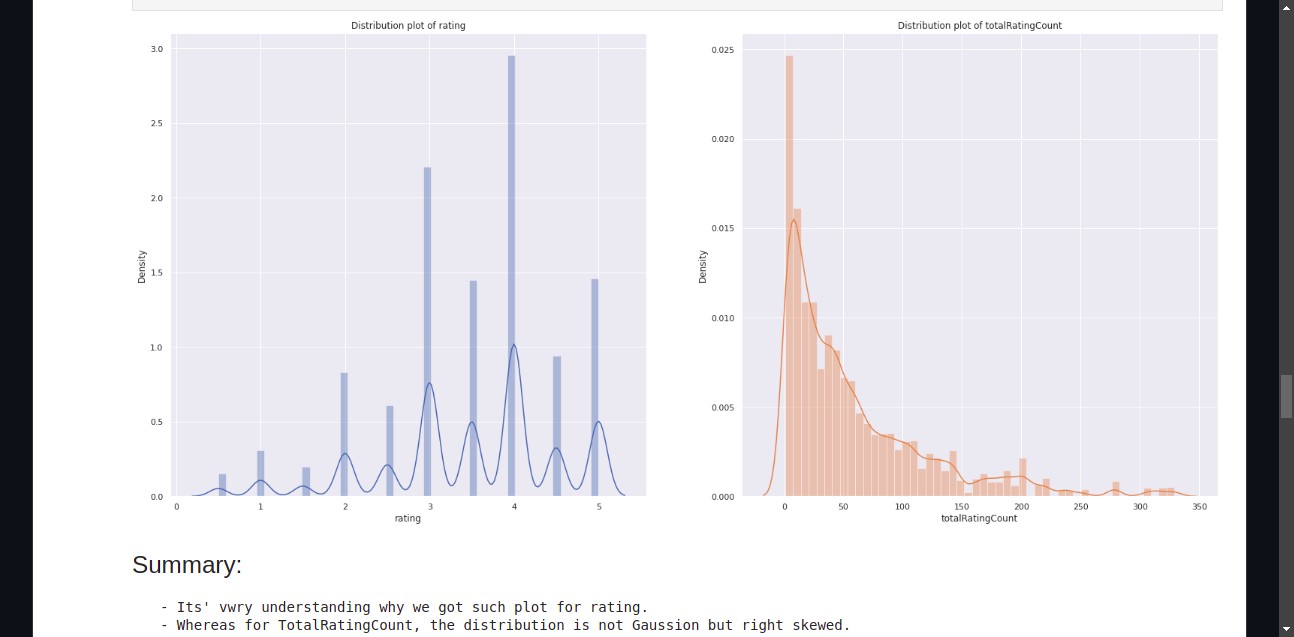 Distribution plot of rating
3.0
2.5
2.0
1.5
1.0
0.5
0.0
Density
0 1 2 3 4 5
rating
Distribution plot of totalRatingCount
0.025
0.020
0.015
0.010
0.005
0.000
Density
0 50 100 150 200 250 300 350
totalRatingCount
Summary:
- Its' vwry understanding why we got such plot for rating.
- Whereas for TotalRatingCount, the distribution is not Gaussion but right skewed.